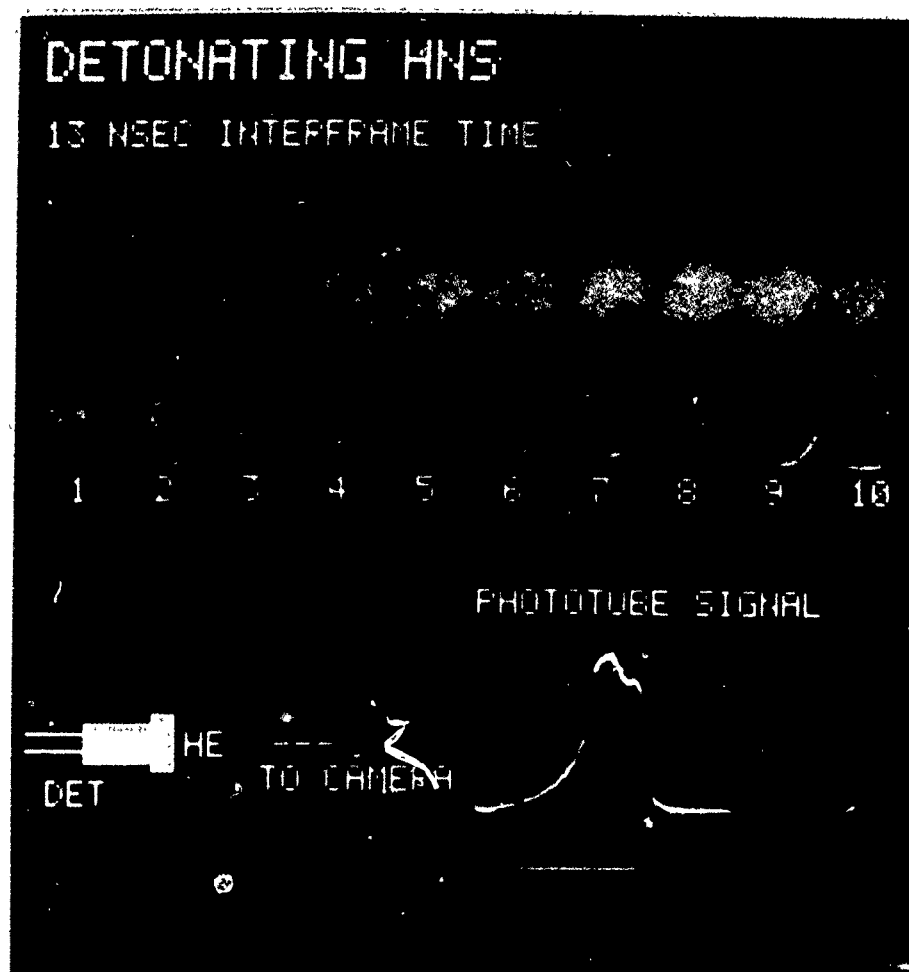 DETONATING HNS
13 NSEC INTERFRAME TIME
1 2 3 4 5 6 7 8 9 10
PHOTOTUBE SIGNAL
HE
TO CAMERA
DET